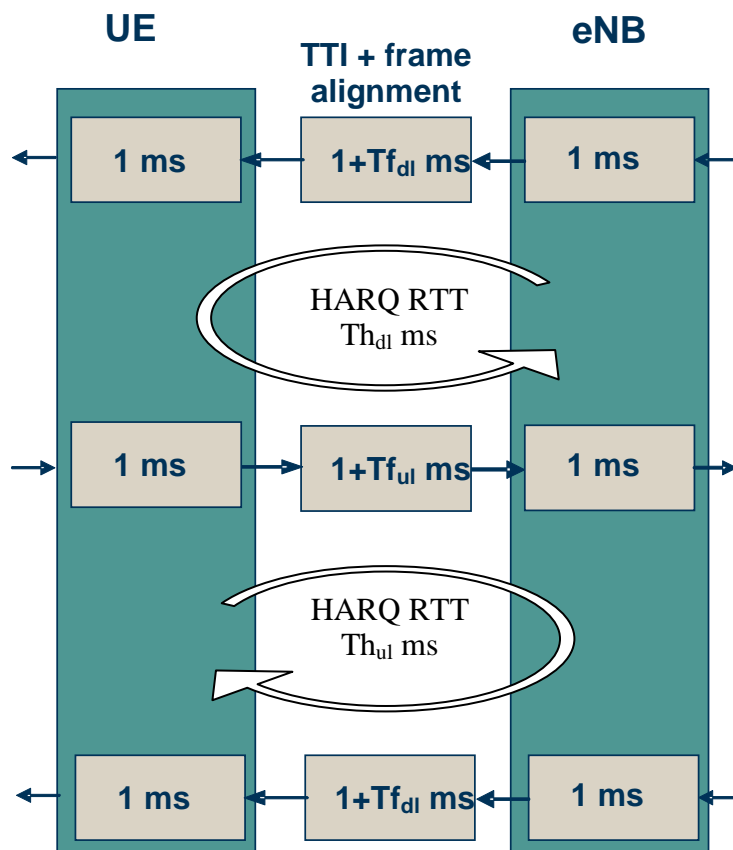 UE
eNB
TTI + frame
alignment
1 ms
1+Tfdl ms
1 ms
HARQ RTT
Thdl ms
1 ms
1+Tful ms
1 ms
HARQ RTT
Thul ms
1 ms
1+Tfdl ms
1 ms